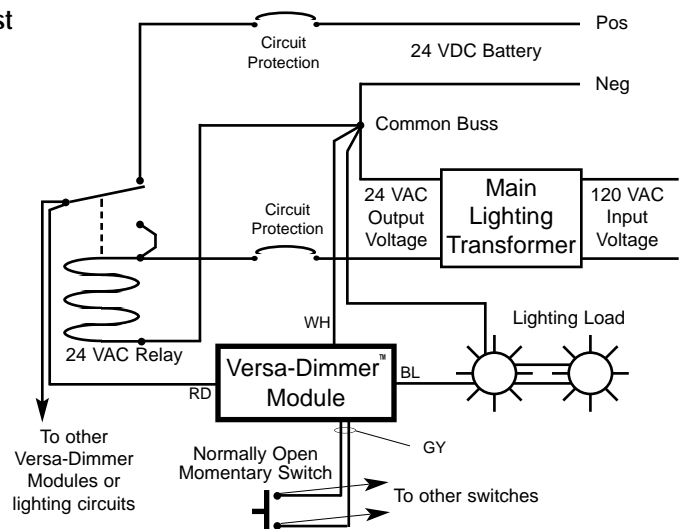 st
Pos
Circuit
Protection
24 VDC Battery
Neg
Common Buss
24 VAC
Output
Voltage
Main
Lighting
Transformer
120 VAC
Input
Voltage
Circuit
Protection
WH
Lighting Load
24 VAC Relay
RD
Versa-Dimmer™
Module
BL
To other
Versa-Dimmer
Modules or
lighting circuits
Normally Open
Momentary Switch
GY
To other switches